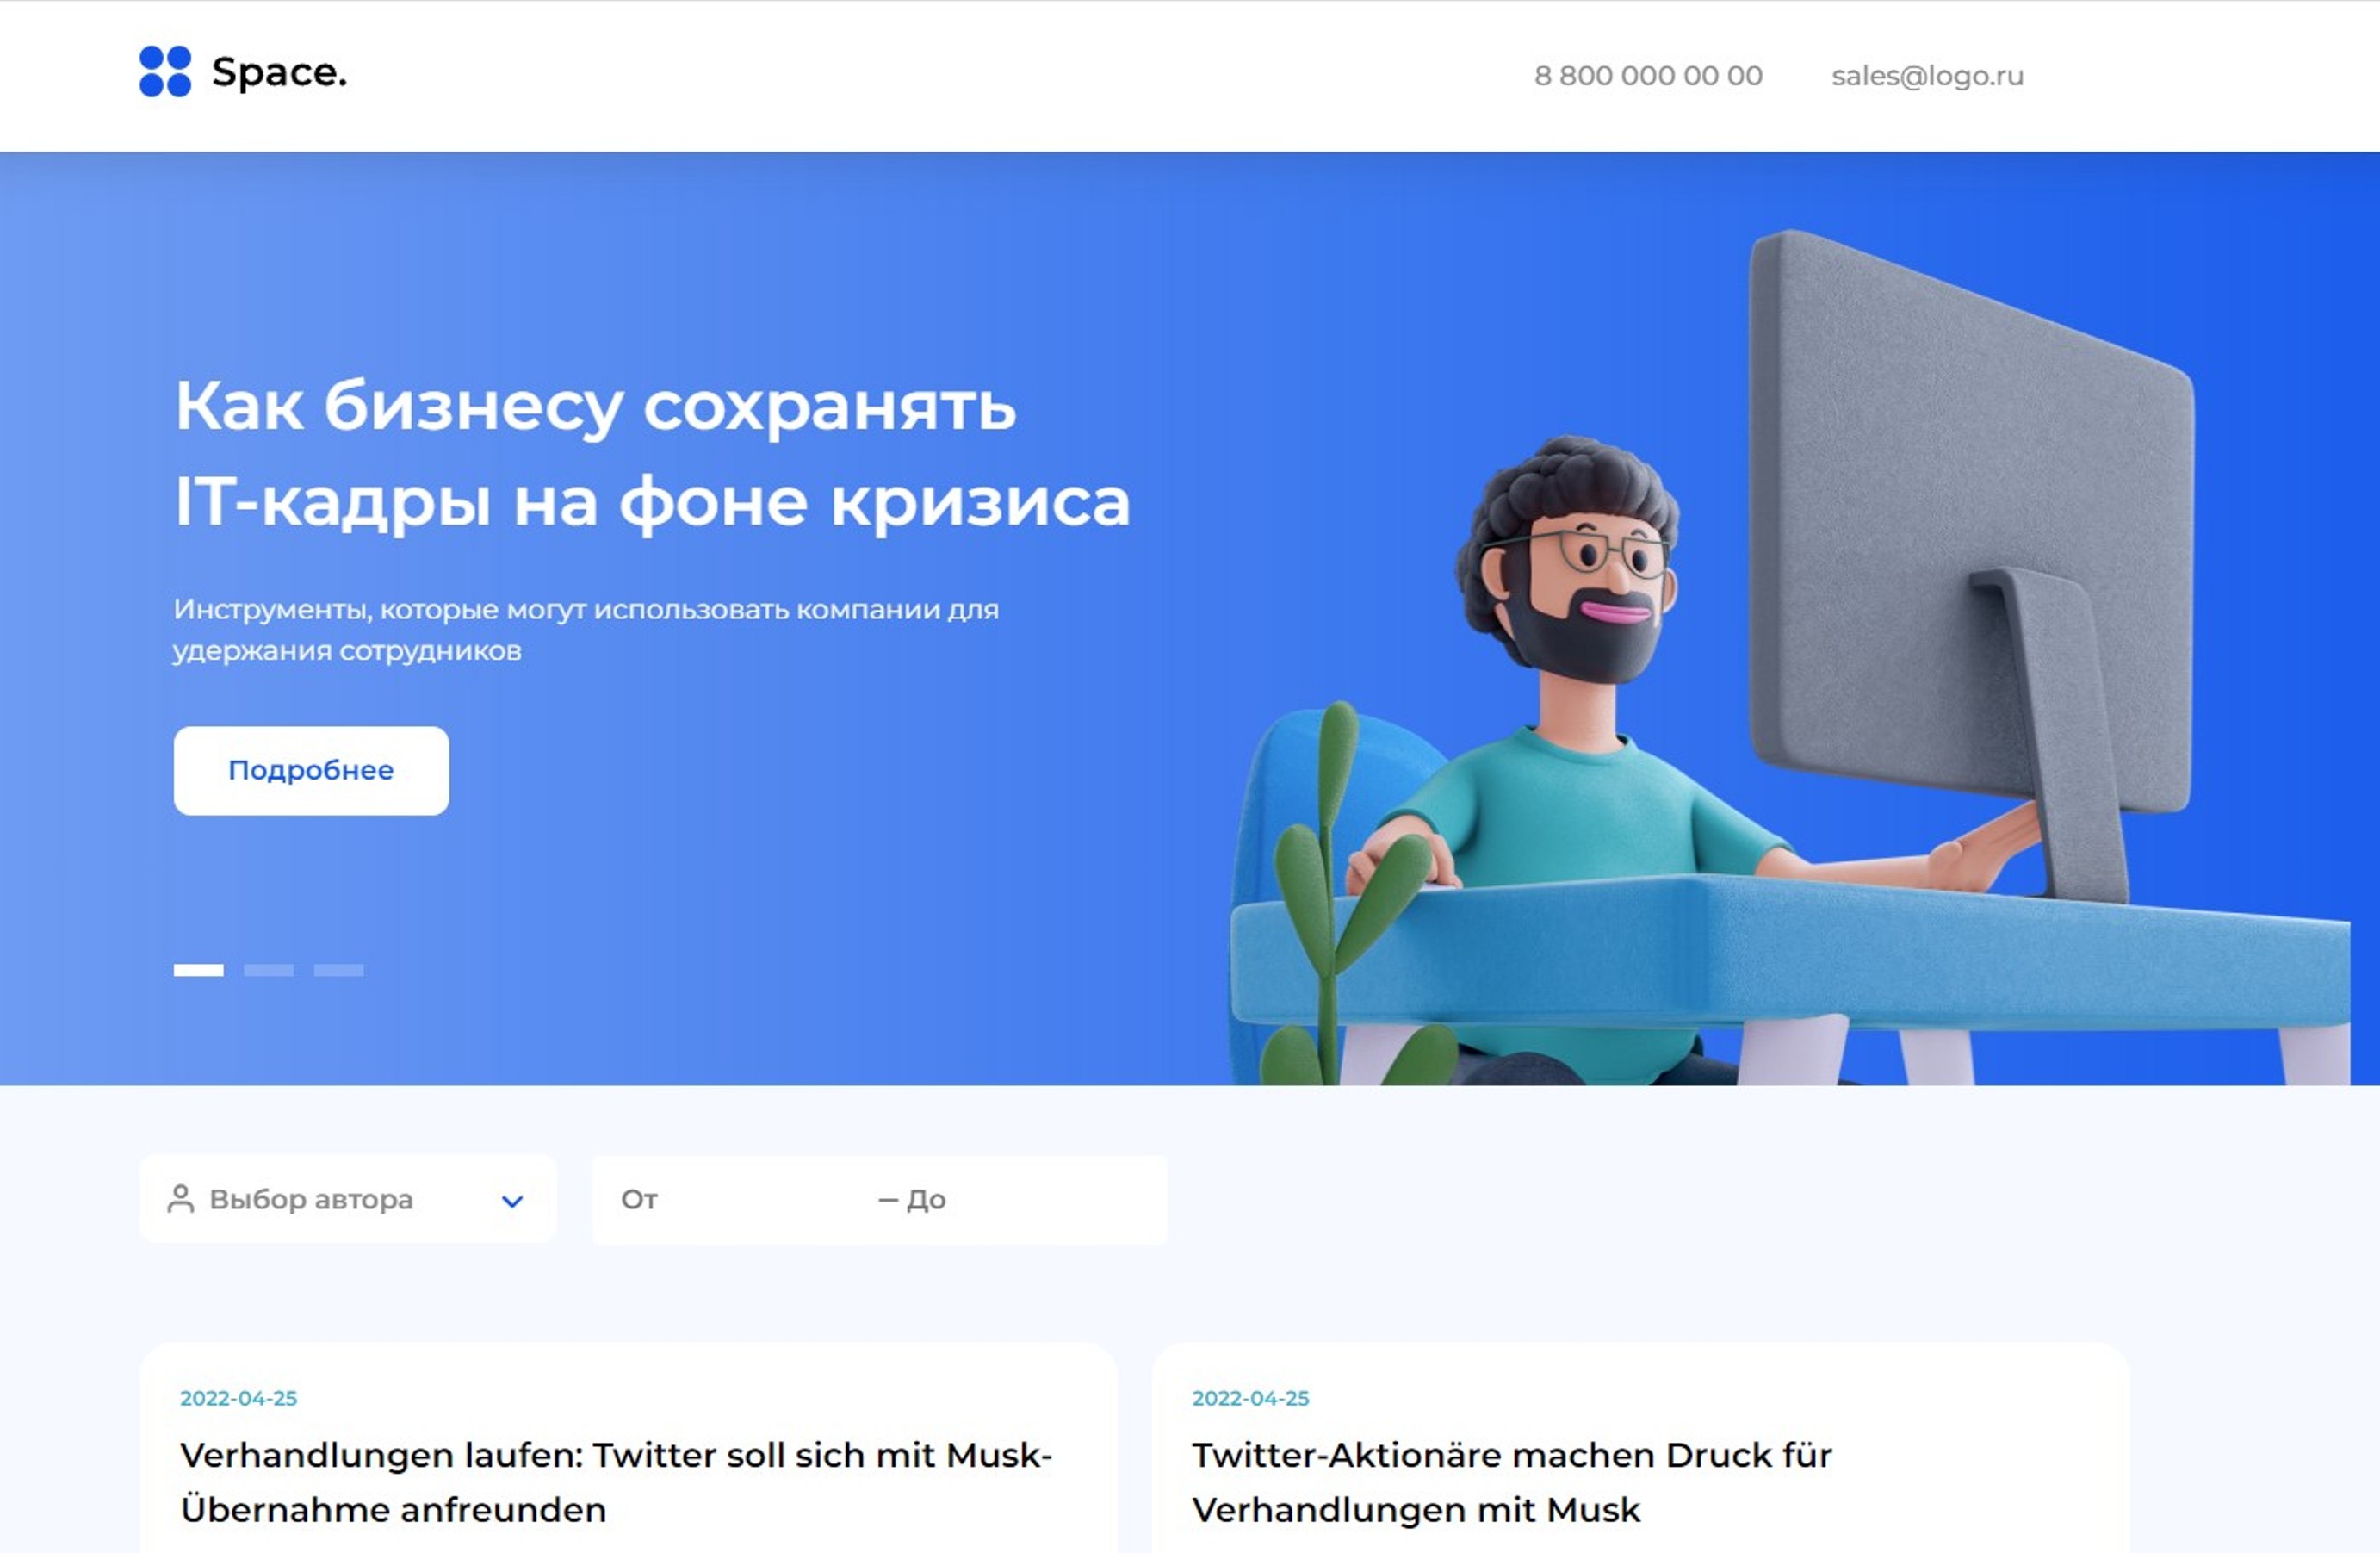 Space.
8 800 000 00 00
sales@logo.ru
Как бизнесу сохранять
IT-кадры на фоне кризиса
Инструменты, которые могут использовать компании для
удержания сотрудников
Подробнее
Выбор автора
От
— До
2022-04-25
Verhandlungen laufen: Twitter soll sich mit Musk-
Übernahme anfreunden
2022-04-25
Twitter-Aktionäre machen Druck für
Verhandlungen mit Musk